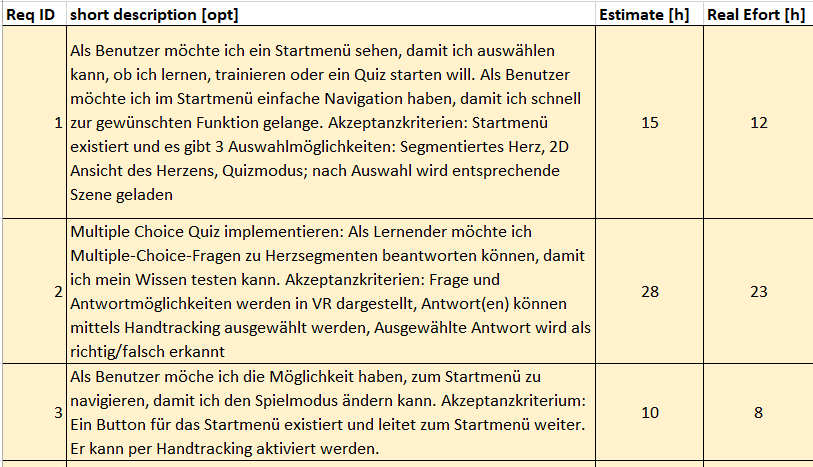 Req ID short description [opt] Estimate [h] Real Efort [h]
Als Benutzer möchte ich ein Startmenü sehen, damit ich auswählen
kann, ob ich lernen, trainieren oder ein Quiz starten will. Als Benutzer
möchte ich im Startmenü einfache Navigation haben, damit ich schnell
1 zur gewünschten Funktion gelange. Akzeptanzkriterien: Startmenü 15 12
existiert und es gibt 3 Auswahlmöglichkeiten: Segmentiertes Herz, 2D
Ansicht des Herzens, Quizmodus; nach Auswahl wird entsprechende
Szene geladen
Multiple Choice Quiz implementieren: Als Lernender möchte ich
Multiple-Choice-Fragen zu Herzsegmenten beantworten können, damit
ich mein Wissen testen kann. Akzeptanzkriterien: Frage und
2 Antwortmöglichkeiten werden in VR dargestellt, Antwort(en) können 28 23
mittels Handtracking ausgewählt werden, Ausgewählte Antwort wird als
richtig/falsch erkannt
Als Benutzer möche ich die Möglichkeit haben, zum Startmenü zu
navigieren, damit ich den Spielmodus ändern kann. Akzeptanzkriterium:
3 Ein Button für das Startmenü existiert und leitet zum Startmenü weiter. 10 8
Er kann per Handtracking aktiviert werden.